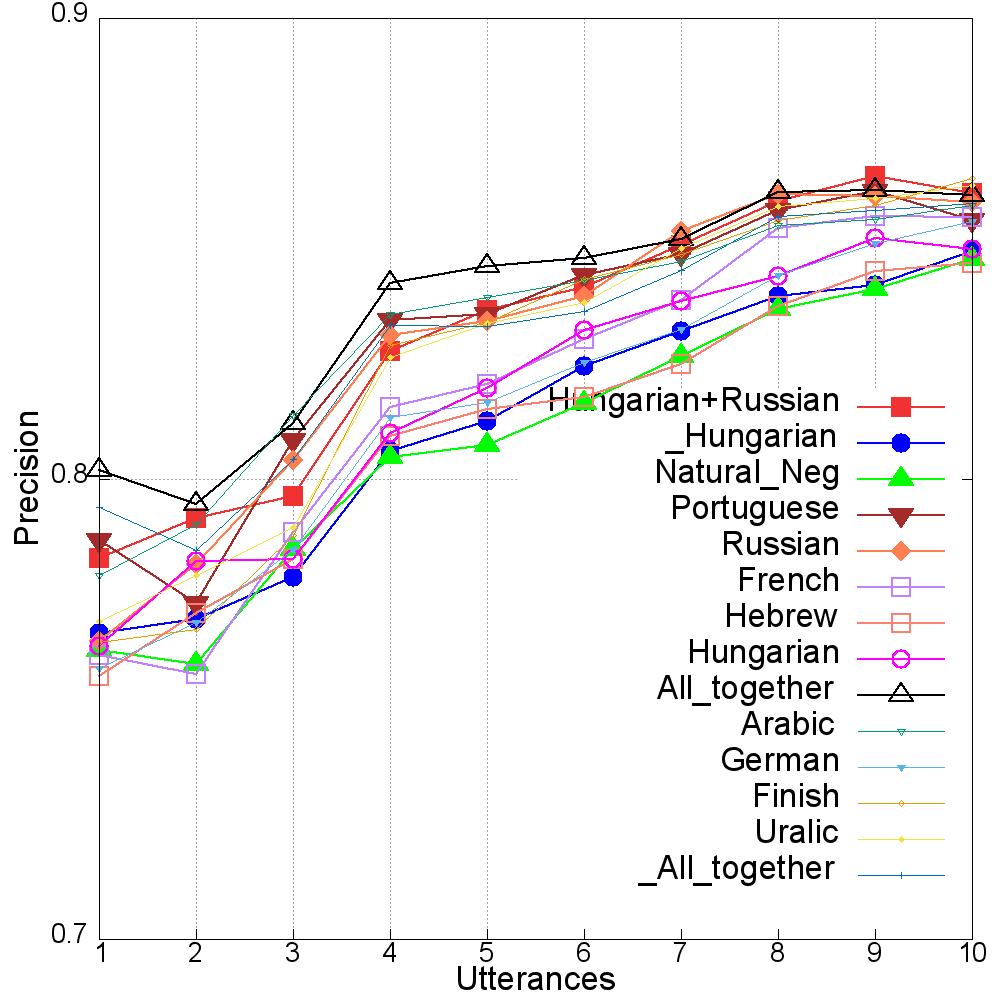 0.9
0.8
0.7
Precision
Hungarian+Russian
_Hungarian
Natural_Neg
Portuguese
Russian
French
Hebrew
Hungarian
All_together
Arabic
German
Finish
Uralic
_All_together
1 2 3 4 5 6 7 8 9 10
Utterances